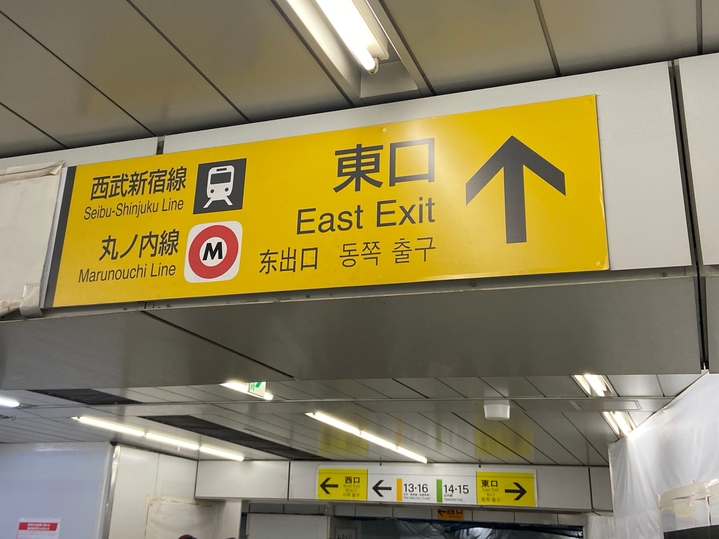 西武新宿線
Seibu-Shinjuku Line
丸ノ内線
M
Marunouchi Line
東口
East Exit
东出口 동쪽 출구
西口
13·16
14·15
東口